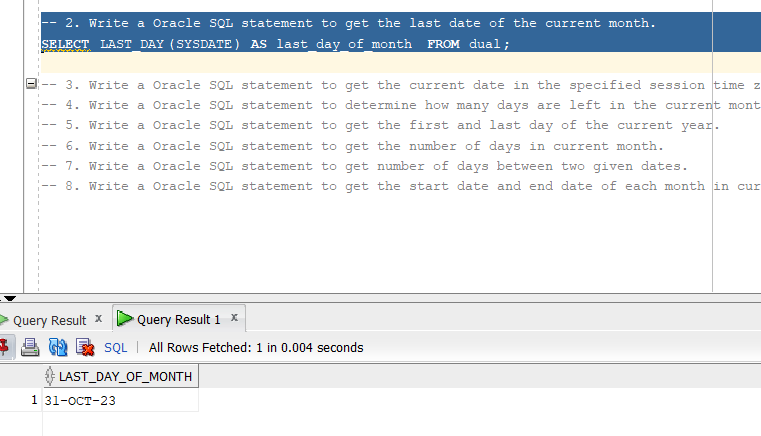 -- 2. Write a Oracle SQL statement to get the last date of the current month.
SELECT LAST_DAY(SYSDATE) AS last_day_of_month FROM dual;
-- 3. Write a Oracle SQL statement to get the current date in the specified session time z
-- 4. Write a Oracle SQL statement to determine how many days are left in the current mont
-- 5. Write a Oracle SQL statement to get the first and last day of the current year.
-- 6. Write a Oracle SQL statement to get the number of days in current month.
-- 7. Write a Oracle SQL statement to get number of days between two given dates.
-- 8. Write a Oracle SQL statement to get the start date and end date of each month in cur
Query Result x Query Result 1 x
SQL | All Rows Fetched: 1 in 0.004 seconds
LAST_DAY_OF_MONTH
1 31-OCT-23